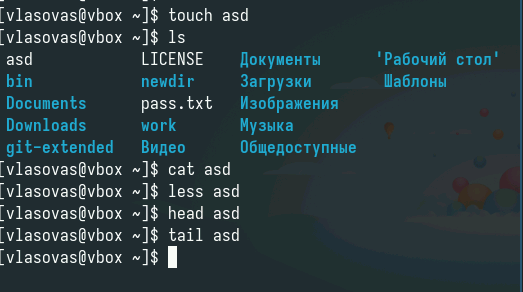 [vlasovas@vbox ~]$ touch asd
[vlasovas@vbox ~]$ ls
asd LICENSE Документы 'Рабочий стол'
bin newdir Загрузки Шаблоны
Documents pass.txt Изображения
Downloads work Музыка
git-extended Видео Общедоступные
[vlasovas@vbox ~]$ cat asd
[vlasovas@vbox ~]$ less asd
[vlasovas@vbox ~]$ head asd
[vlasovas@vbox ~]$ tail asd
[vlasovas@vbox ~]$